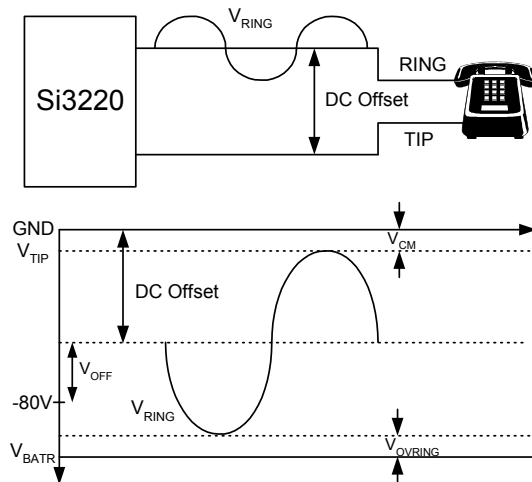 V_RING
Si3220
DC Offset
RING
TIP
GND
V_TIP
V_CM
DC Offset
V_OFF
-80V
V_RING
V_BATR
V_OVRING